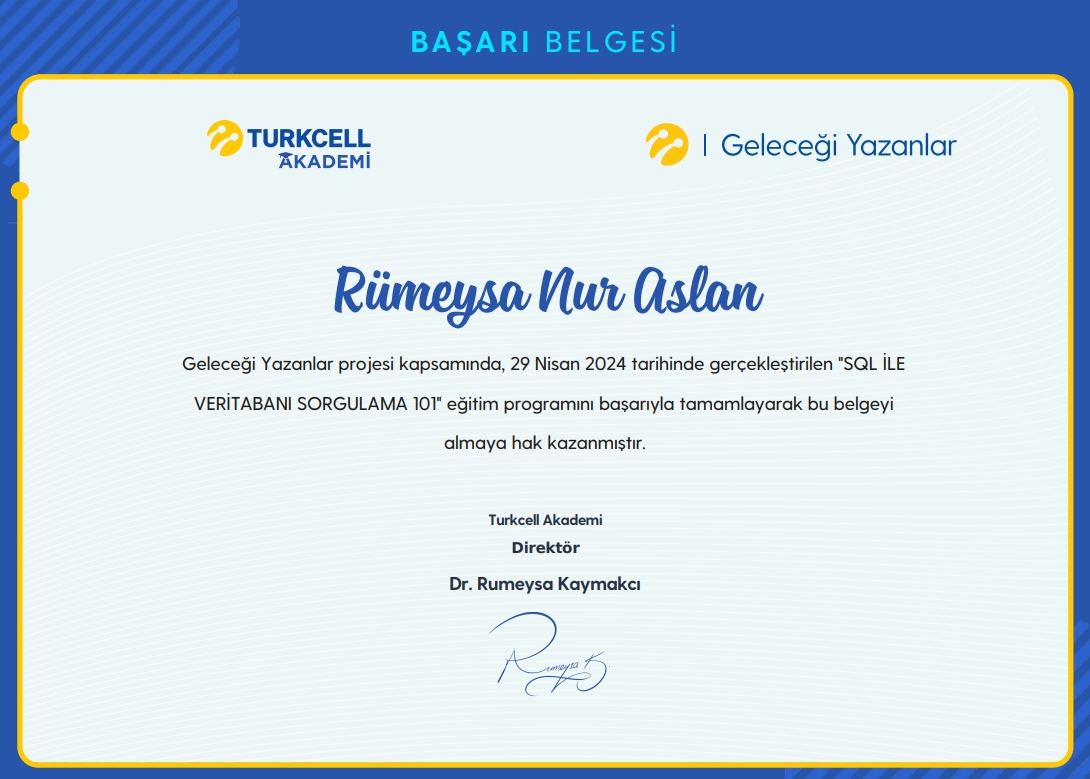 BAŞARI BELGESİ
TURKCELL
AKADEMİ
| Geleceği Yazanlar
Rümeysa Nur Aslan
Geleceği Yazanlar projesi kapsamında, 29 Nisan 2024 tarihinde gerçekleştirilen "SQL İLE
VERİTABANI SORGULAMA 101" eğitim programını başarıyla tamamlayarak bu belgeyi
almaya hak kazanmıştır.
Turkcell Akademi
Direktör
Dr. Rumeysa Kaymakcı
Rumeysa K.